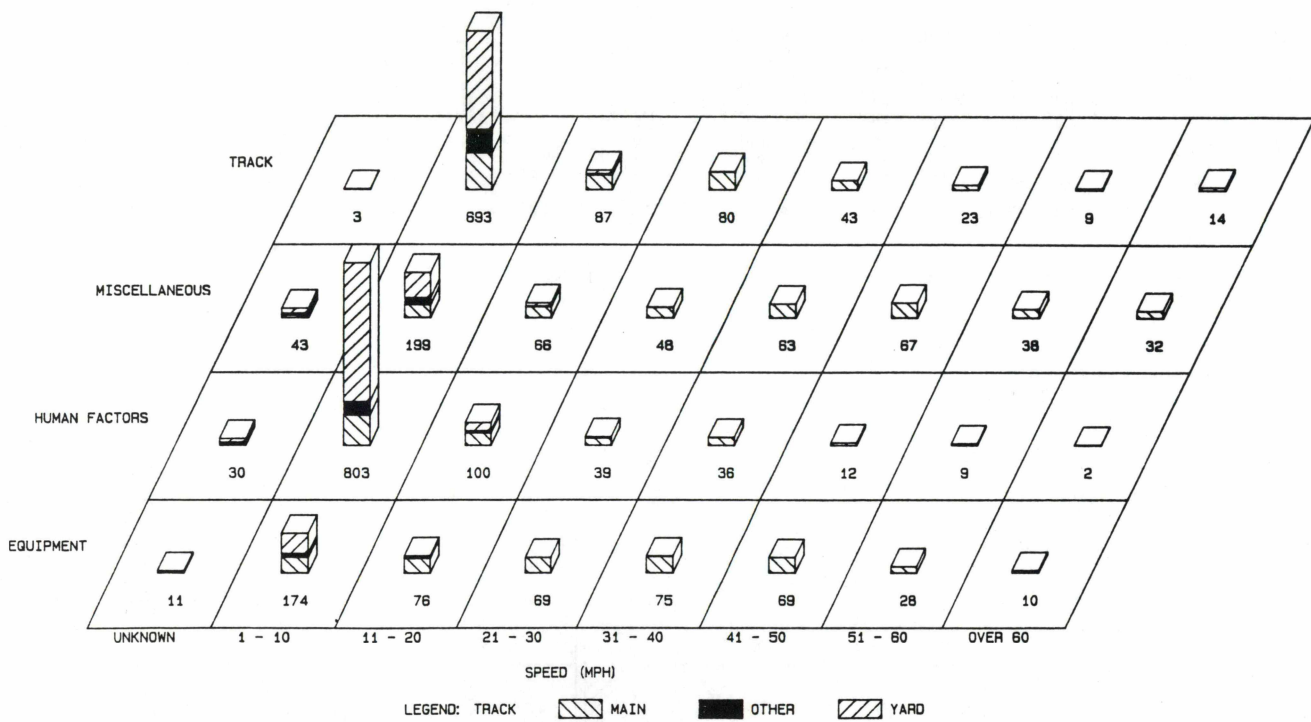 TRACK
3 693 87 80 43 23 9 14
MISCELLANEOUS
43 199 66 48 63 67 38 32
HUMAN FACTORS
30 803 100 39 36 12 9 2
EQUIPMENT
11 174 76 69 75 69 28 10
UNKNOWN 1 - 10 11 - 20 21 - 30 31 - 40 41 - 50 51 - 60 OVER 60
SPEED (MPH)
LEGEND: TRACK MAIN OTHER YARD